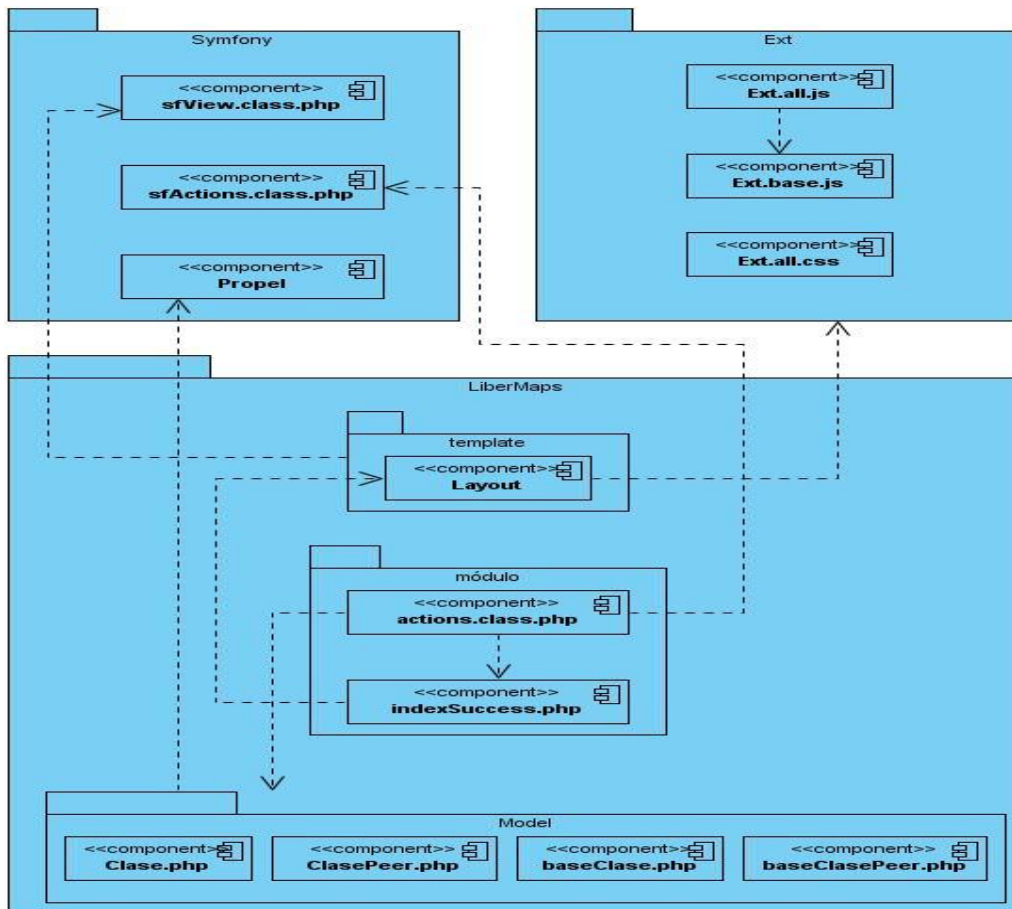 Symfony
<<component>>
sfView.class.php
<<component>>
sfActions.class.php
<<component>>
Propel
Ext
<<component>>
Ext.all.js
<<component>>
Ext.base.js
<<component>>
Ext.all.css
LiberMaps
template
<<component>>
Layout
módulo
<<component>>
actions.class.php
<<component>>
indexSuccess.php
Model
<<component>>
Clase.php
<<component>>
ClasePeer.php
<<component>>
baseClase.php
<<component>>
baseClasePeer.php